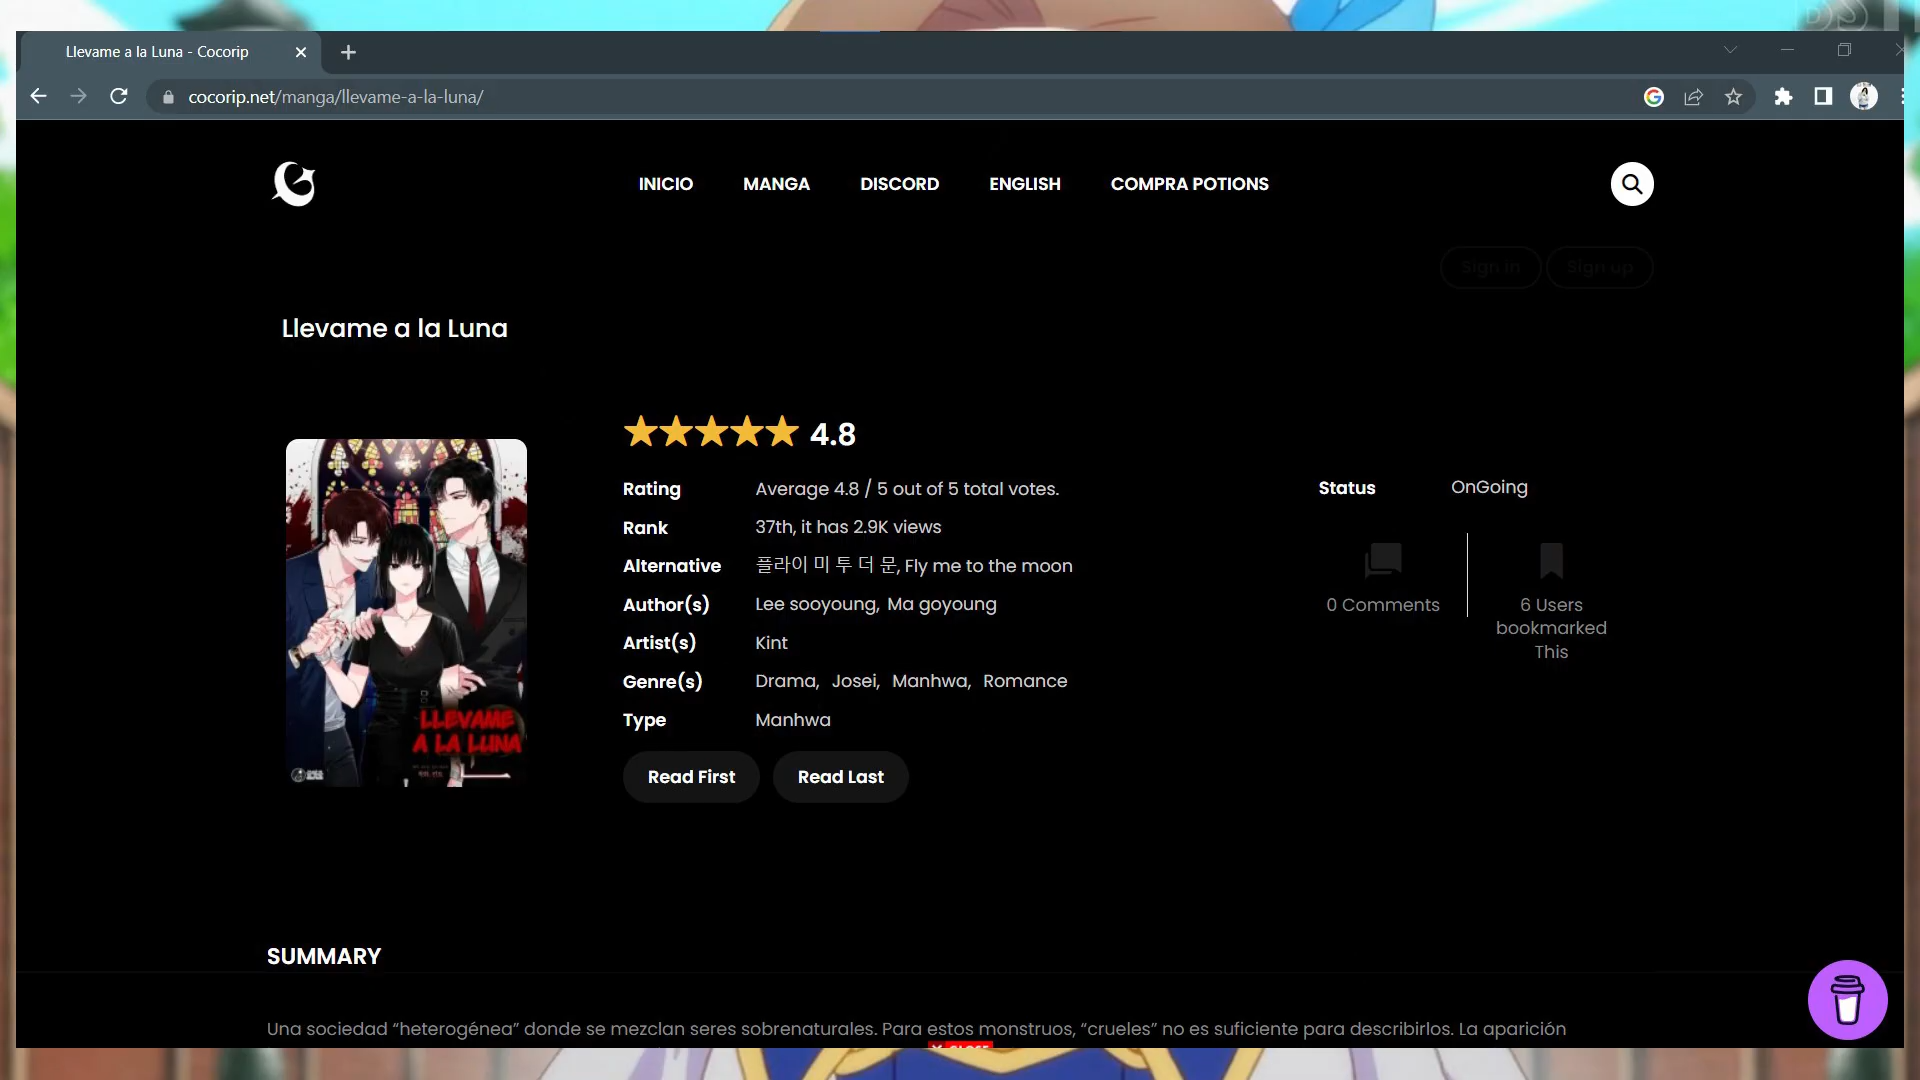 Llevame a la Luna - Cocorip
cocorip.net/manga/llevame-a-la-luna/
INICIO MANGA DISCORD ENGLISH COMPRA POTIONS
Sign in Sign up
Llevame a la Luna
4.8
Rating Average 4.8 / 5 out of 5 total votes.
Status OnGoing
Rank 37th, it has 2.9K views
Alternative 플라이 미 투 더 문, Fly me to the moon
Author(s) Lee sooyoung, Ma goyoung
0 Comments
6 Users
bookmarked
This
Artist(s) Kint
Genre(s) Drama, Josei, Manhwa, Romance
Type Manhwa
LLEVAME
A LA LUNA
Read First Read Last
SUMMARY
Una sociedad “heterogénea” donde se mezclan seres sobrenaturales. Para estos monstruos, “crueles” no es suficiente para describirlos. La aparición
CLOSE